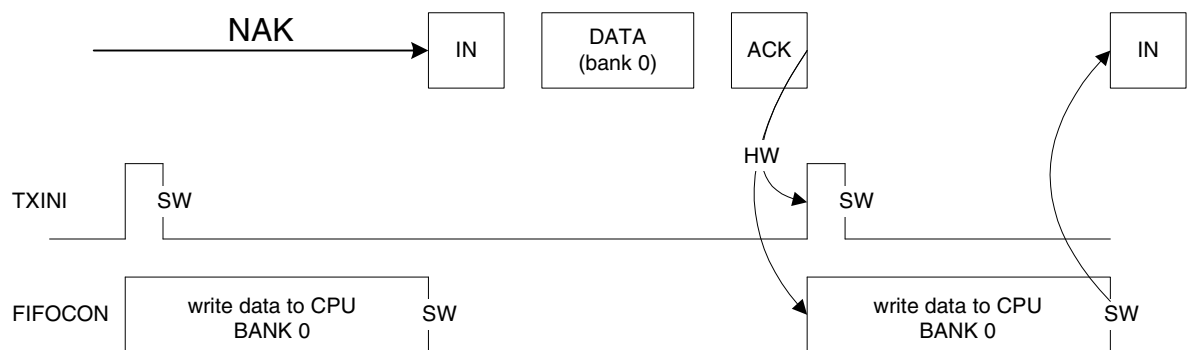 NAK
IN
DATA
(bank 0)
ACK
IN
HW
TXINI
SW
SW
FIFOCON
write data to CPU
BANK 0
SW
write data to CPU
BANK 0
SW